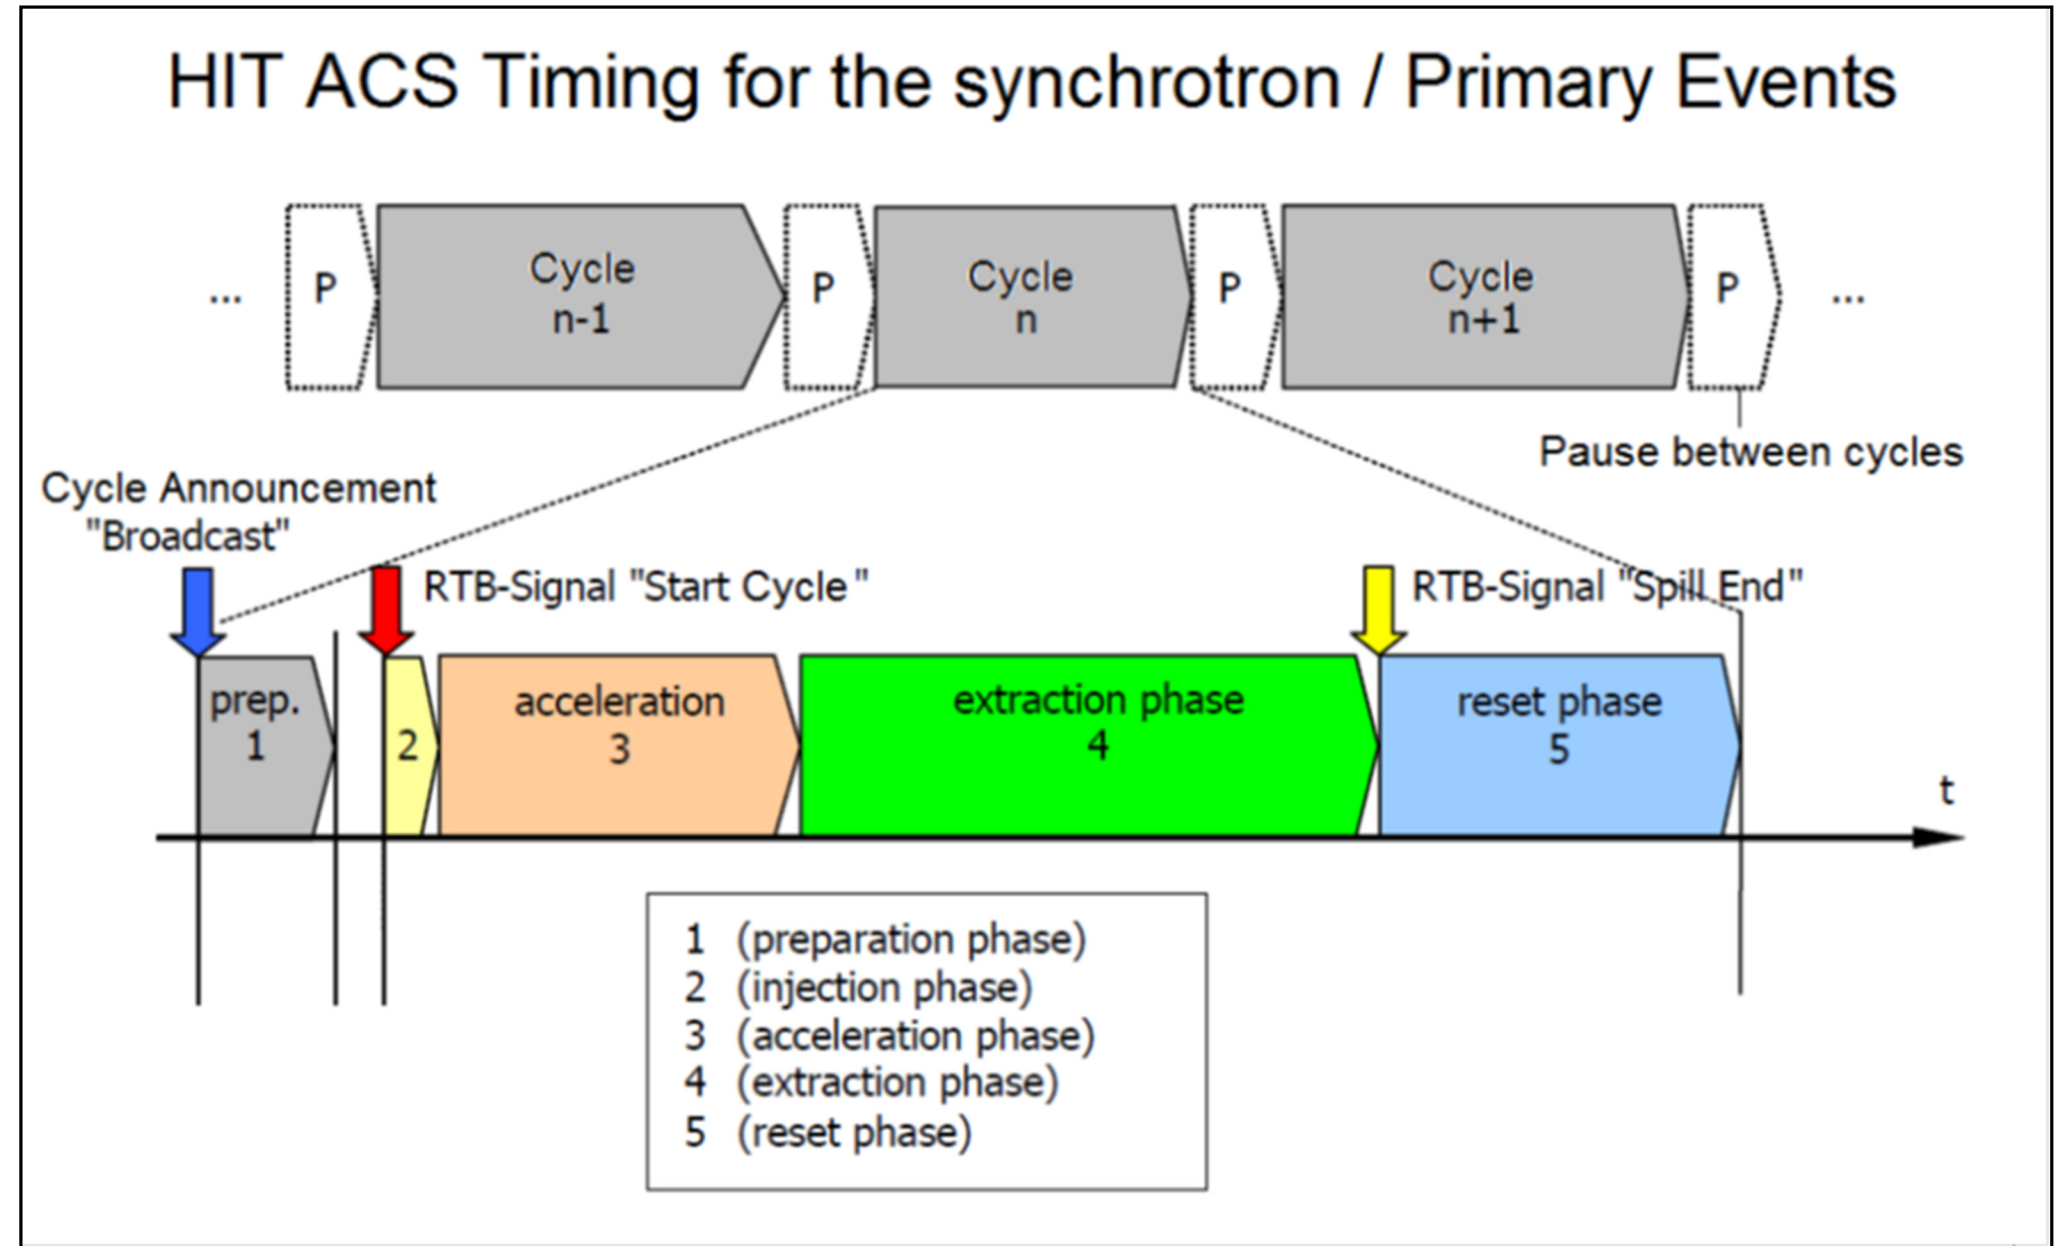 HIT ACS Timing for the synchrotron / Primary Events
... P Cycle P Cycle P Cycle P ...
n-1 n n+1
Pause between cycles
Cycle Announcement
"Broadcast"
RTB-Signal "Start Cycle" RTB-Signal "Spill End"
prep. acceleration extraction phase reset phase
1 2 3 4 5
t
1 (preparation phase)
2 (injection phase)
3 (acceleration phase)
4 (extraction phase)
5 (reset phase)